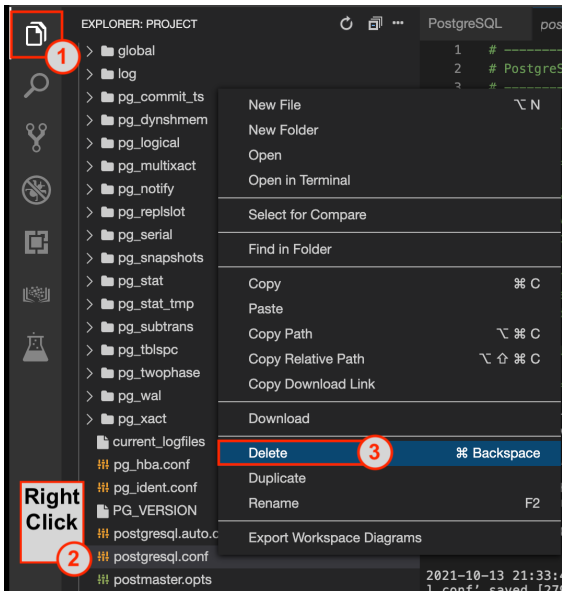 EXPLORER: PROJECT
PostgreSQL
1
global
log
pg_commit_ts
pg_dynshmem
pg_logical
pg_multixact
pg_notify
pg_replslot
pg_serial
pg_snapshots
pg_stat
pg_stat_tmp
pg_subtrans
pg_tblspc
pg_twophase
pg_wal
pg_xact
current_logfiles
pg_hba.conf
pg_ident.conf
PG_VERSION
postgresql.auto.c
postgresql.conf
postmaster.opts
Right
Click
2
1 # --------
2 # PostgreS
3 # --------
New File ⌥ N
New Folder
Open
Open in Terminal
Select for Compare
Find in Folder
Copy ⌘ C
Paste
Copy Path ⌥ ⌘ C
Copy Relative Path ⌥ ⇧ ⌘ C
Copy Download Link
Download
Delete 3 ⌘ Backspace
Duplicate
Rename F2
Export Workspace Diagrams
2021-10-13 21:33: